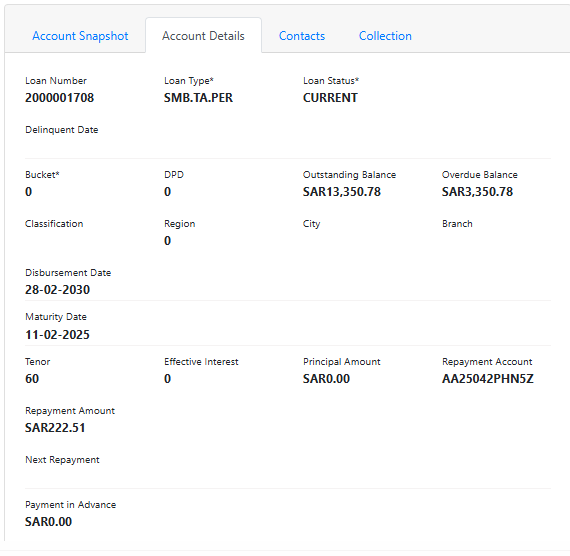 Account Snapshot Account Details Contacts Collection
Loan Number Loan Type* Loan Status*
2000001708 SMB.TA.PER CURRENT
Delinquent Date
Bucket* DPD Outstanding Balance Overdue Balance
0 0 SAR13,350.78 SAR3,350.78
Classification Region City Branch
0
Disbursement Date
28-02-2030
Maturity Date
11-02-2025
Tenor Effective Interest Principal Amount Repayment Account
60 0 SAR0.00 AA25042PHN5Z
Repayment Amount
SAR222.51
Next Repayment
Payment in Advance
SAR0.00